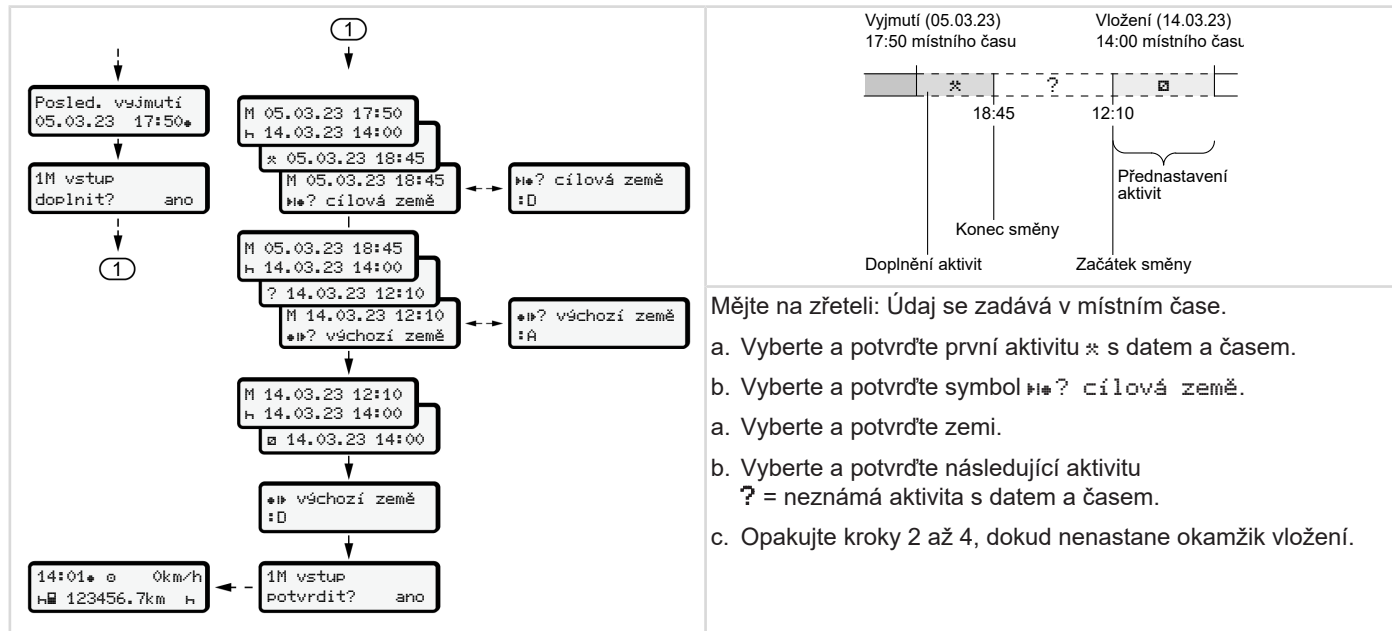 Posled. vyjmutí
05.03.23 17:50
1M vstup
doplnit? ano
1
1
M 05.03.23 17:50
14.03.23 14:00
05.03.23 18:45
M 05.03.23 18:45
? cílová země
? cílová země
:D
M 05.03.23 18:45
14.03.23 14:00
? 14.03.23 12:10
M 14.03.23 12:10
? výchozí země
? výchozí země
:A
M 14.03.23 12:10
14.03.23 14:00
14.03.23 14:00
výchozí země
:D
1M vstup
potvrdit? ano
14:01 0km/h
123456.7km
Vyjmutí (05.03.23)
17:50 místního času
Vložení (14.03.23)
14:00 místního času
?
18:45
12:10
Přednastavení
aktivit
Konec směny
Doplnění aktivit
Začátek směny
Mějte na zřeteli: Údaj se zadává v místním čase.
a. Vyberte a potvrďte první aktivitu s datem a časem.
b. Vyberte a potvrďte symbol ? cílová země.
a. Vyberte a potvrďte zemi.
b. Vyberte a potvrďte následující aktivitu
? = neznámá aktivita s datem a časem.
c. Opakujte kroky 2 až 4, dokud nenastane okamžik vložení.